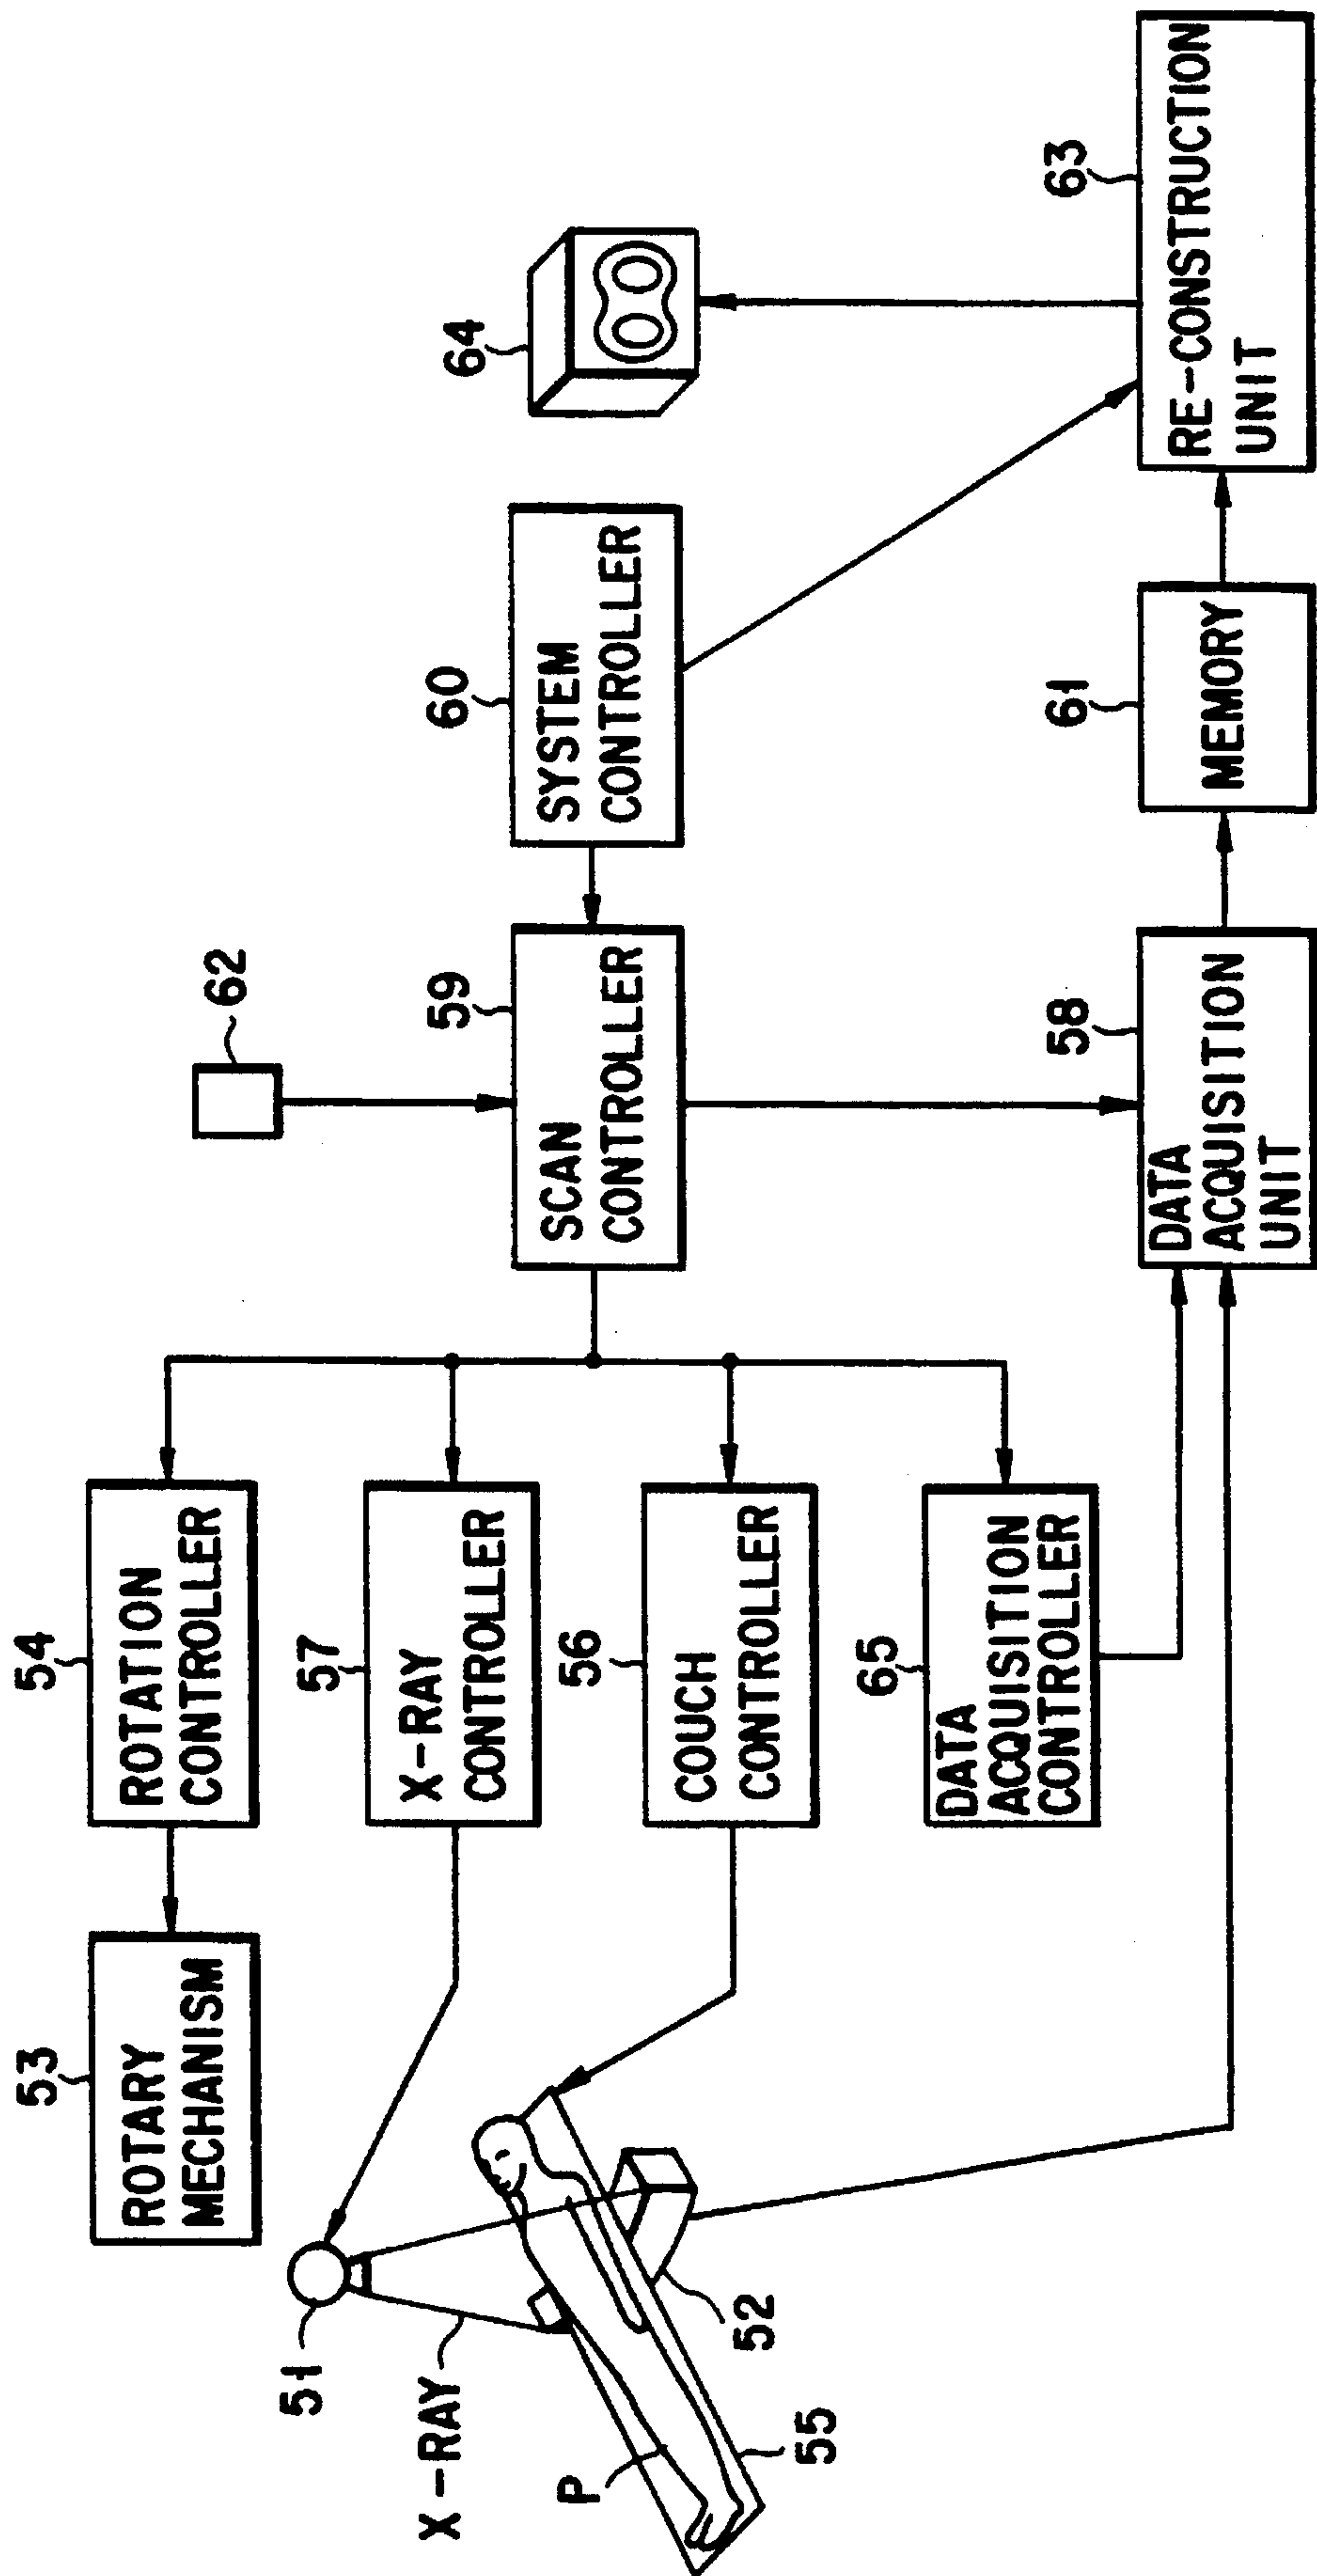 53
ROTARY
MECHANISM
54
ROTATION
CONTROLLER
51
X-RAY
57
X-RAY
CONTROLLER
62
P
52
55
56
COUCH
CONTROLLER
59
SCAN
CONTROLLER
60
SYSTEM
CONTROLLER
64
65
DATA
ACQUISITION
CONTROLLER
58
DATA
ACQUISITION
UNIT
61
MEMORY
63
RE-CONSTRUCTION
UNIT